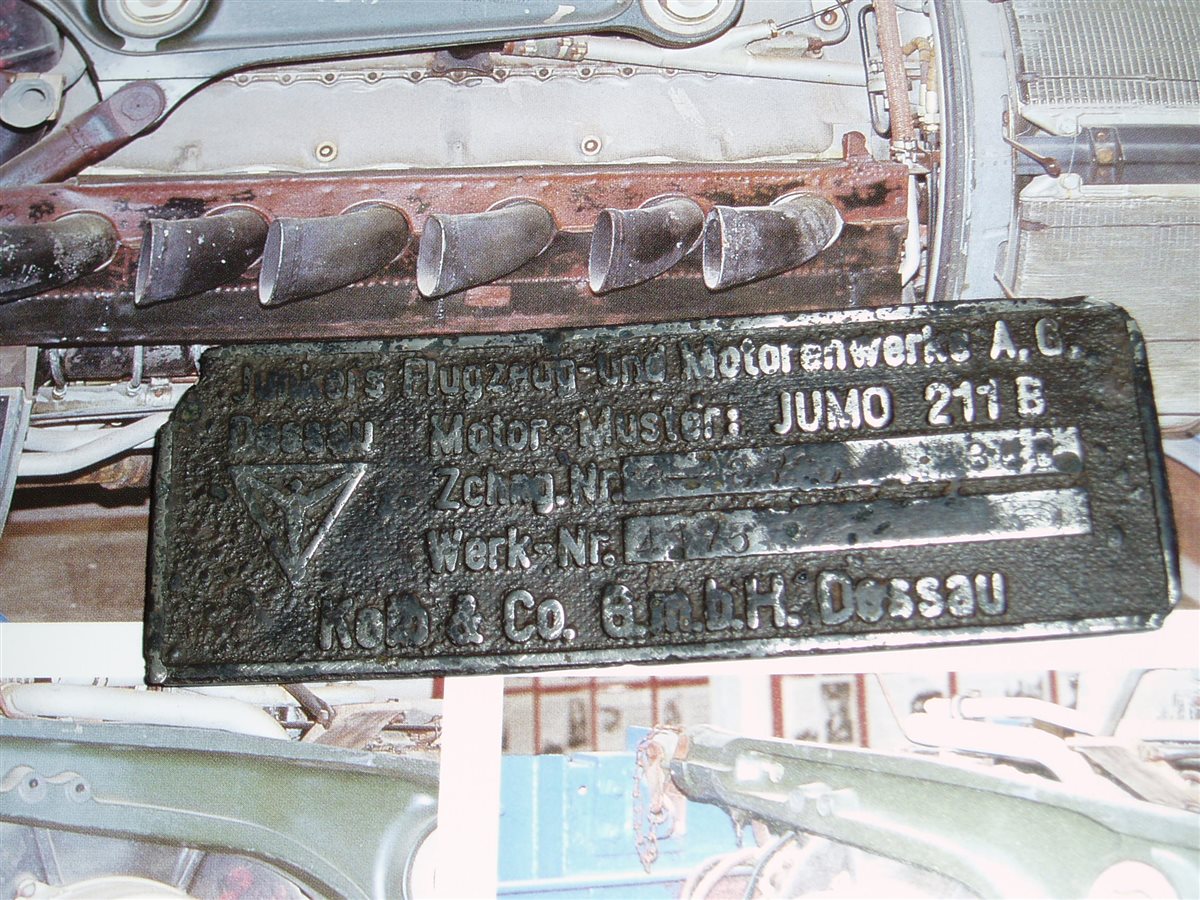 Junkers Flugzeug-und Motorenwerke A. G.
Dessau Motor-Muster: JUMO 211 B
Zchng.Nr.
Werk-Nr.
Kolb & Co. G.m.b.H. Dessau